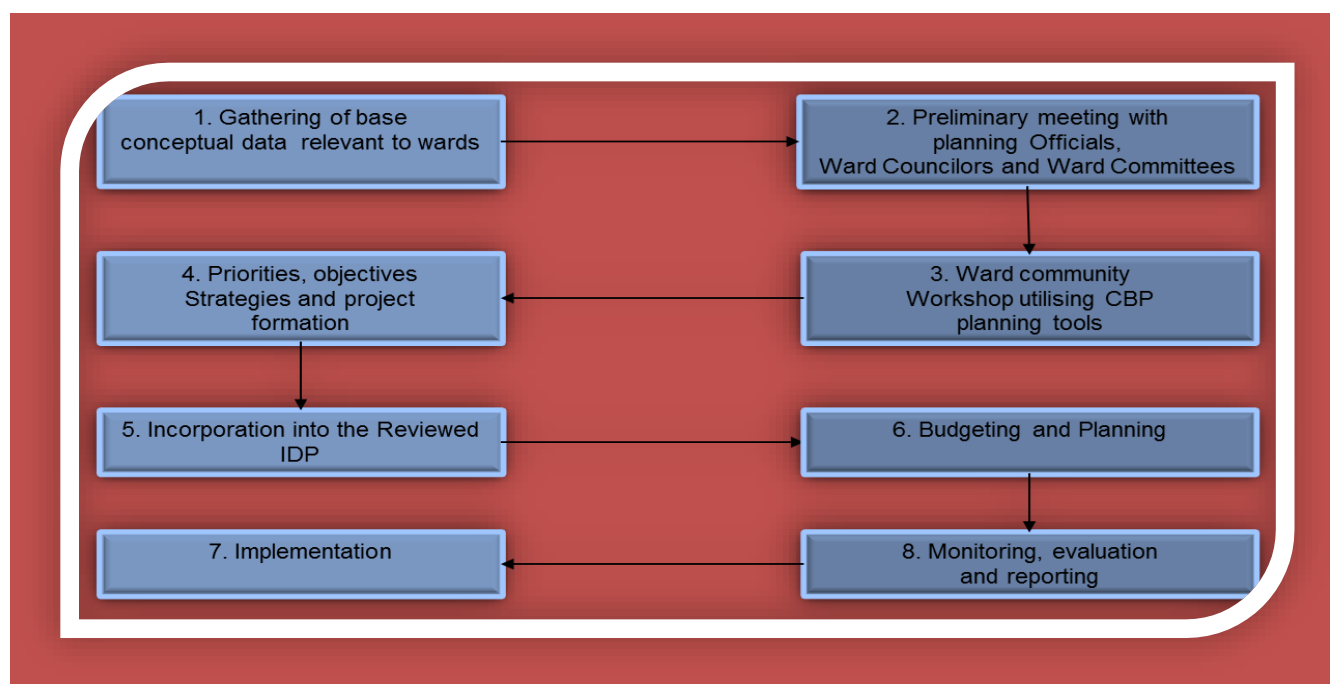 1. Gathering of base
conceptual data relevant to wards
2. Preliminary meeting with
planning Officials,
Ward Councilors and Ward Committees
3. Ward community
Workshop utilising CBP
planning tools
4. Priorities, objectives
Strategies and project
formation
5. Incorporation into the Reviewed
IDP
6. Budgeting and Planning
7. Implementation
8. Monitoring, evaluation
and reporting